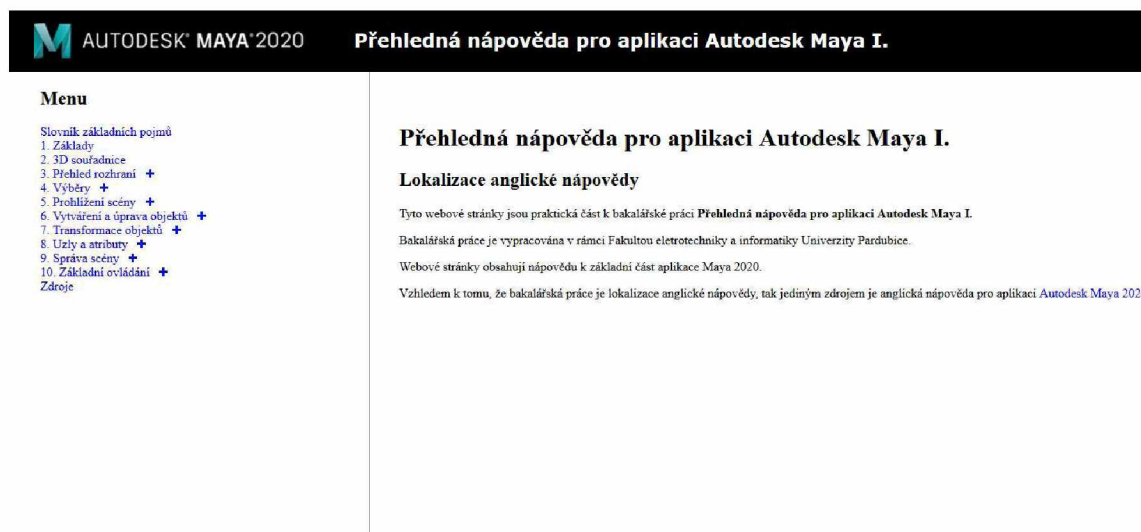 AUTODESK® MAYA®2020
Přehledná nápověda pro aplikaci Autodesk Maya I.
Menu
Slovník základních pojmů
1. Základy
2. 3D souřadnice
3. Přehled rozhraní +
4. Výběry +
5. Prohlížení scény +
6. Vytváření a úprava objektů +
7. Transformace objektů +
8. Uzly a atributy +
9. Správa scény +
10. Základní ovládání +
Zdroje
Přehledná nápověda pro aplikaci Autodesk Maya I.
Lokalizace anglické nápovědy
Tyto webové stránky jsou praktická část k bakalářské práci Přehledná nápověda pro aplikaci Autodesk Maya I.
Bakalářská práce je vypracována v rámci Fakultou eletrotechniky a informatiky Univerzity Pardubice.
Webové stránky obsahují nápovědu k základní část aplikace Maya 2020.
Vzhledem k tomu, že bakalářská práce je lokalizace anglické nápovědy, tak jediným zdrojem je anglická nápověda pro aplikaci Autodesk Maya 202